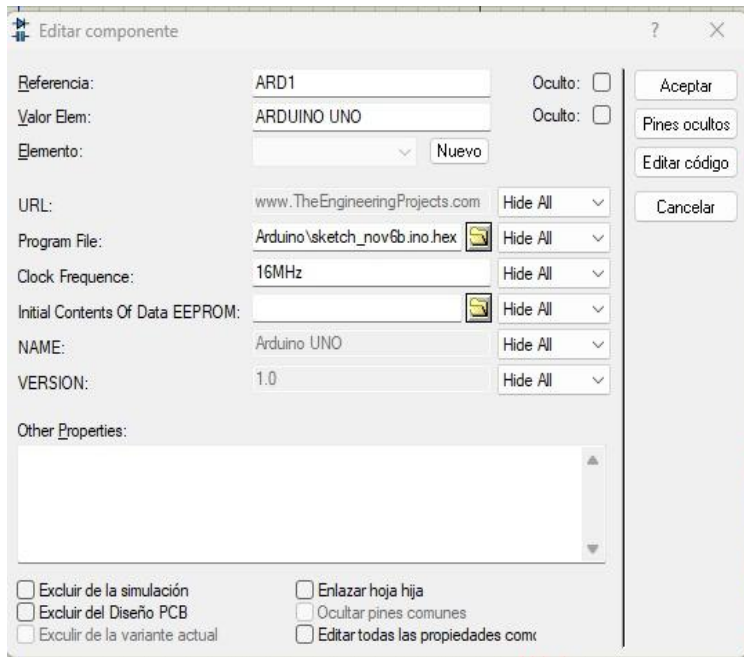 Editar componente ?
Referencia: ARD1 Oculto:
Valor Elem: ARDUINO UNO Oculto:
Elemento: Nuevo
URL: www.TheEngineeringProjects.com Hide All
Program File: Arduino\sketch_nov6b.ino.hex Hide All
Clock Frequence: 16MHz Hide All
Initial Contents Of Data EEPROM: Hide All
NAME: Arduino UNO Hide All
VERSION: 1.0 Hide All
Other Properties:
Excluir de la simulación
Excluir del Diseño PCB
Exculir de la variante actual
Enlazar hoja hija
Ocultar pines comunes
Editar todas las propiedades como
Aceptar
Pines ocultos
Editar código
Cancelar